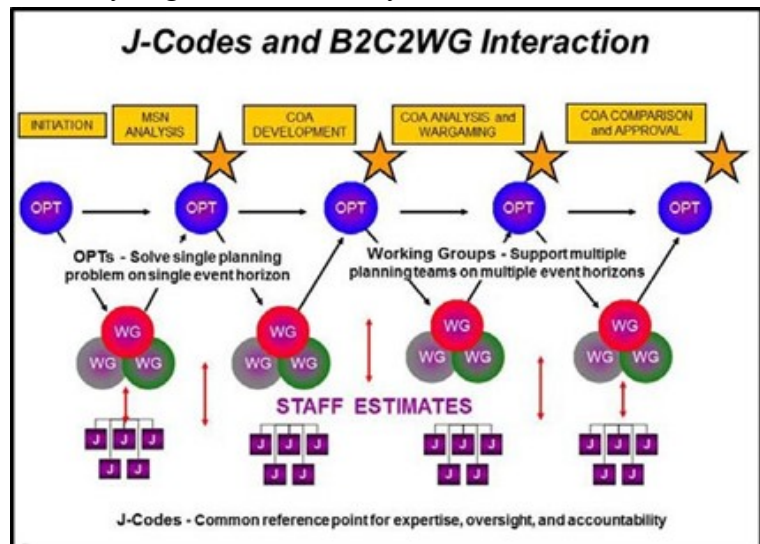 J-Codes and B2C2WG Interaction
INITIATION
MSN
ANALYSIS
COA
DEVELOPMENT
COA ANALYSIS and
WARGAMING
COA COMPARISON
and APPROVAL
OPT
OPT
OPT
OPT
OPT
OPTs - Solve single planning
problem on single event horizon
Working Groups - Support multiple
planning teams on multiple event horizons
WG
WG WG
WG
WG WG
WG
WG WG
WG
WG WG
STAFF ESTIMATES
J J J
J J
J J J
J J
J J J
J J
J J J
J J
J-Codes - Common reference point for expertise, oversight, and accountability